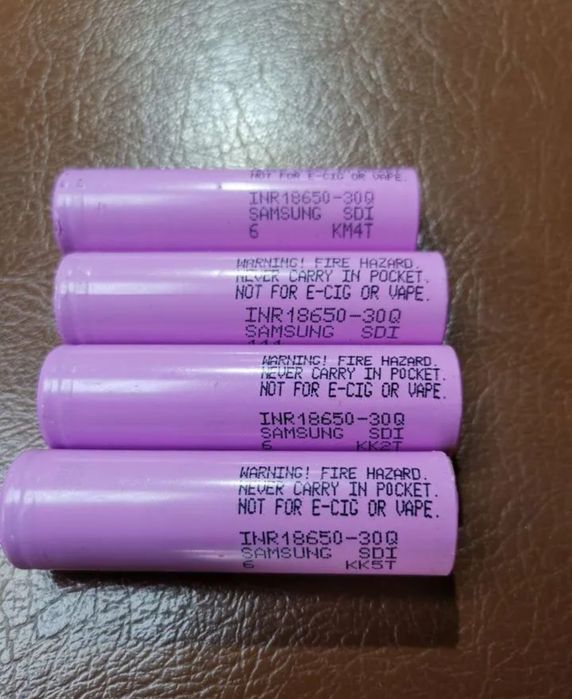 NOT FOR E-CIG OR VAPE.
INR18650-30Q
SAMSUNG SDI
6 KM4T
WARNING! FIRE HAZARD.
NEVER CARRY IN POCKET.
NOT FOR E-CIG OR VAPE.
INR18650-30Q
SAMSUNG SDI
WARNING! FIRE HAZARD.
NEVER CARRY IN POCKET.
NOT FOR E-CIG OR VAPE.
INR18650-30Q
SAMSUNG SDI
6 KK2T
WARNING! FIRE HAZARD.
NEVER CARRY IN POCKET.
NOT FOR E-CIG OR VAPE.
INR18650-30Q
SAMSUNG SDI
6 KK5T